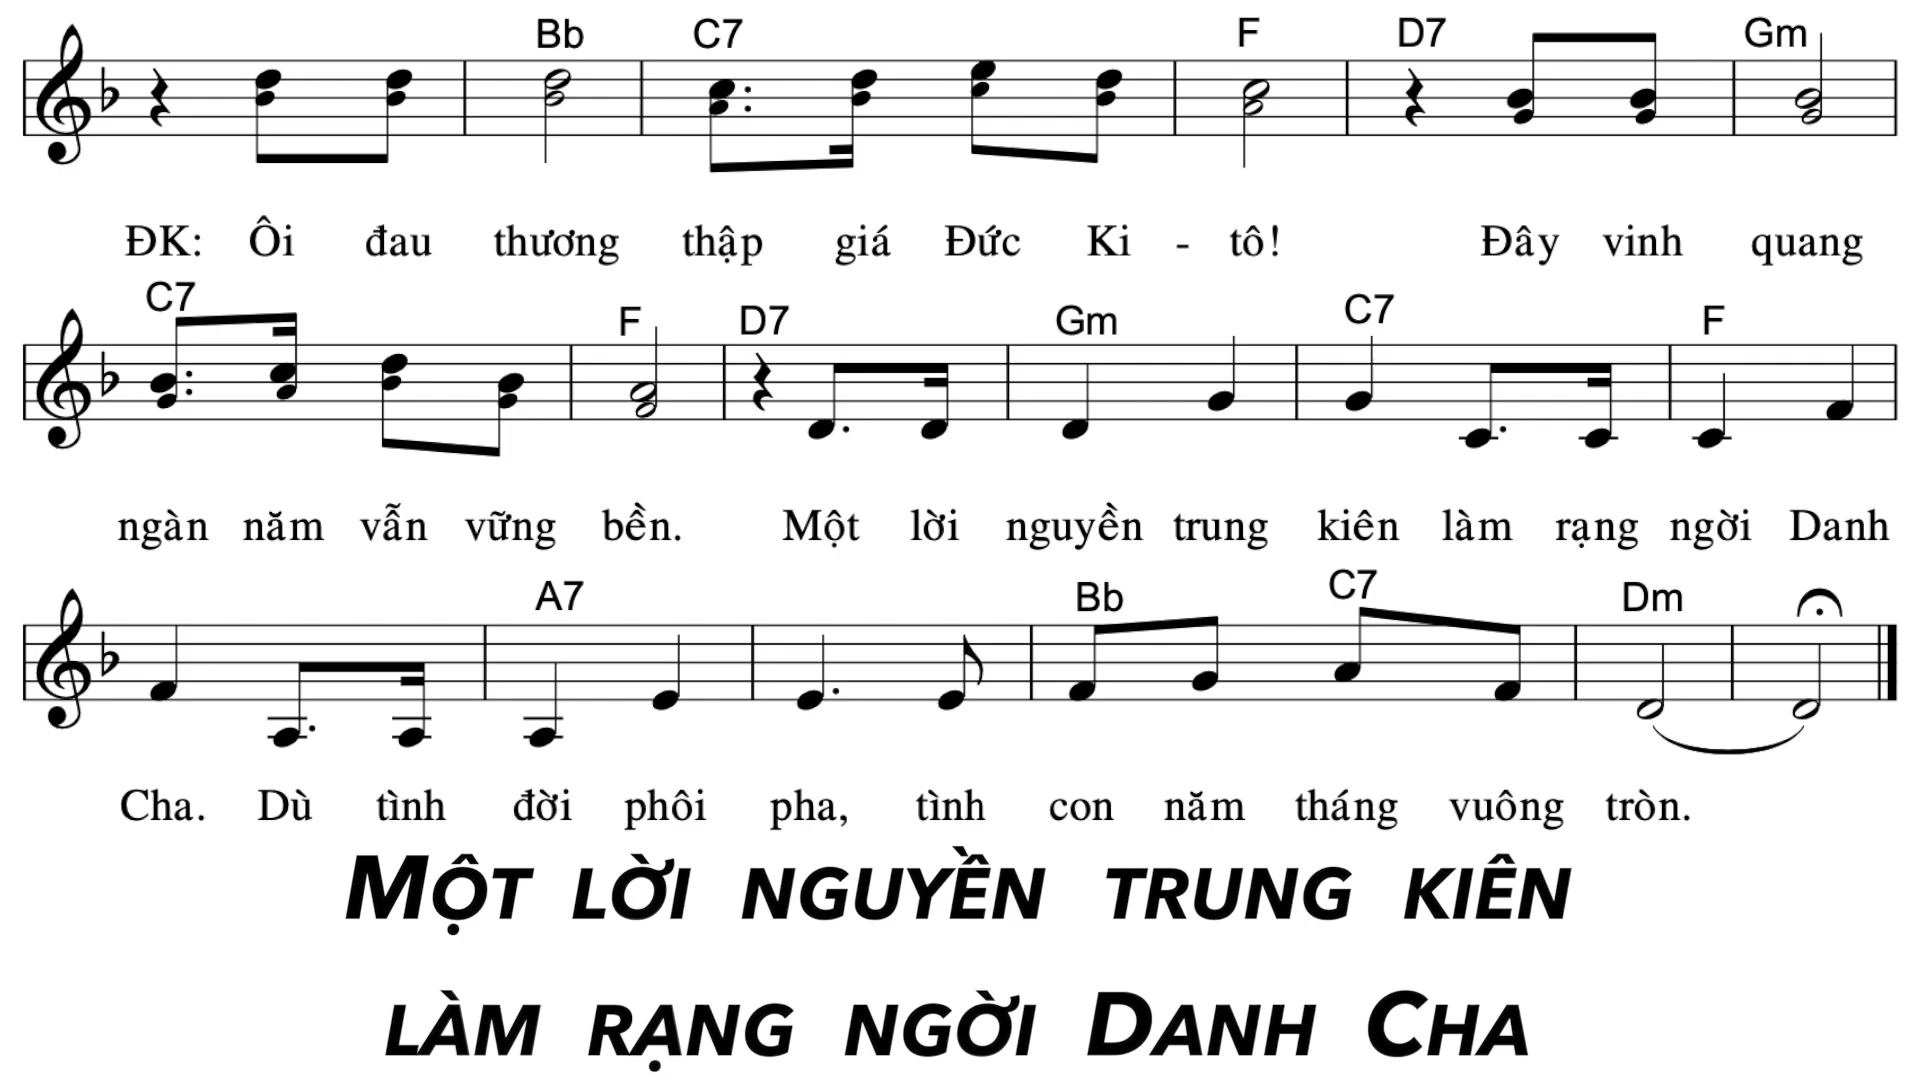 Bb C7 F D7 Gm
ĐK: Ôi đau thương thập giá Đức Ki - tô! Đây vinh quang
C7 F D7 Gm C7 F
ngàn năm vẫn vững bền. Một lời nguyền trung kiên làm rạng ngời Danh
A7 Bb C7 Dm
Cha. Dù tình đời phôi pha, tình con năm tháng vuông tròn.
MỘT LỜI NGUYỀN TRUNG KIÊN
LÀM RẠNG NGỜI DANH CHA